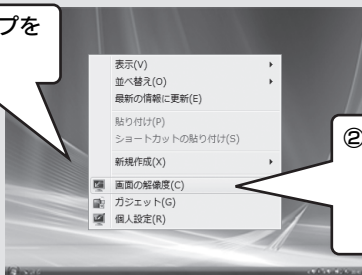 プを
表示(V)
並べ替え(O)
最新の情報に更新(E)
貼り付け(P)
ショートカットの貼り付け(S)
新規作成(X)
画面の解像度(C)
ガジェット(G)
個人設定(R)
②